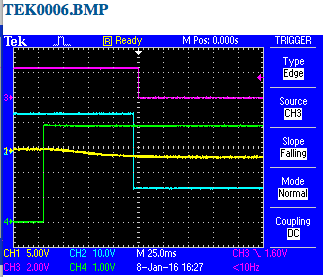 TEK0006.BMP
Tek R Ready M Pos: 0.000s TRIGGER
Type
Edge
Source
CH3
Slope
Falling
Mode
Normal
Coupling
DC
3
2
4
CH1 5.00V CH2 10.0V M 25.0ms CH3 1.60V
CH3 2.00V CH4 1.00V 8-Jan-16 16:27 <10Hz